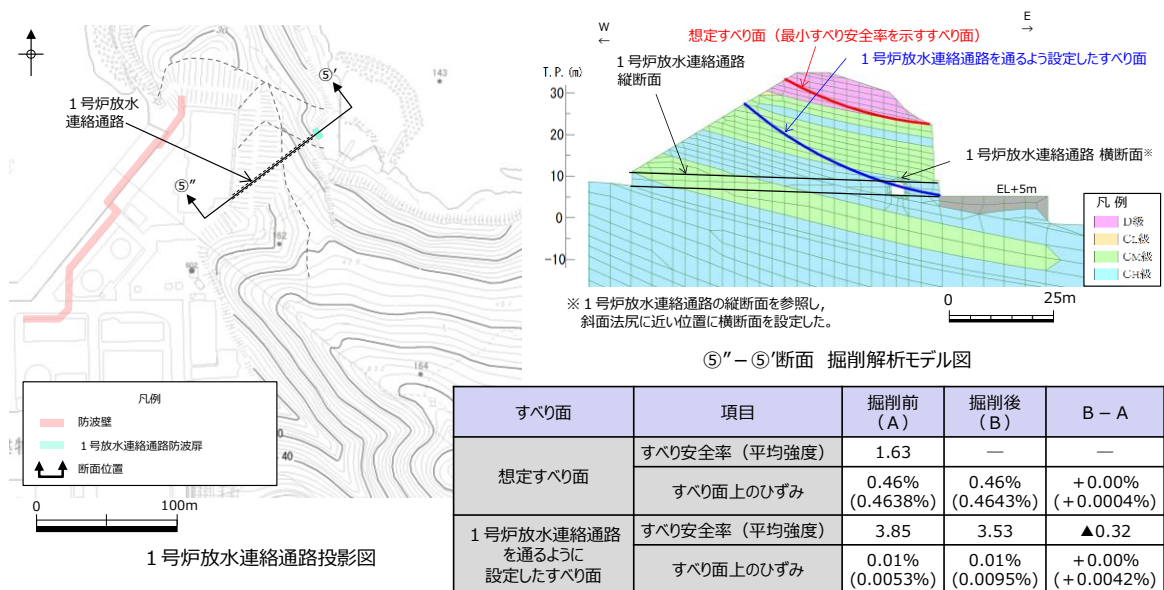 ⑤′
⑤″
1号炉放水
連絡通路
30
143
162
602
164
40
凡例
防波壁
1号放水連絡通路防波扉
断面位置
0 100m
1号炉放水連絡通路投影図
W
←
E
→
想定すべり面（最小すべり安全率を示すすべり面）
1号炉放水連絡通路を通るよう設定したすべり面
1号炉放水連絡通路
縦断面
T.P.(m)
30
20
10
0
-10
1号炉放水連絡通路 横断面※
EL+5m
凡 例
D級
CL級
CM級
CH級
0 25m
※１号炉放水連絡通路の縦断面を参照し，
斜面法尻に近い位置に横断面を設定した。
⑤″－⑤′断面 掘削解析モデル図
すべり面 項目 掘削前（A） 掘削後（B） B－A
想定すべり面 すべり安全率（平均強度） 1.63 ― ―
すべり面上のひずみ 0.46%(0.4638%) 0.46%(0.4643%) +0.00%(+0.0004%)
1号炉放水連絡通路を通るように設定したすべり面 すべり安全率（平均強度） 3.85 3.53 ▲0.32
すべり面上のひずみ 0.01%(0.0053%) 0.01%(0.0095%) +0.00%(+0.0042%)